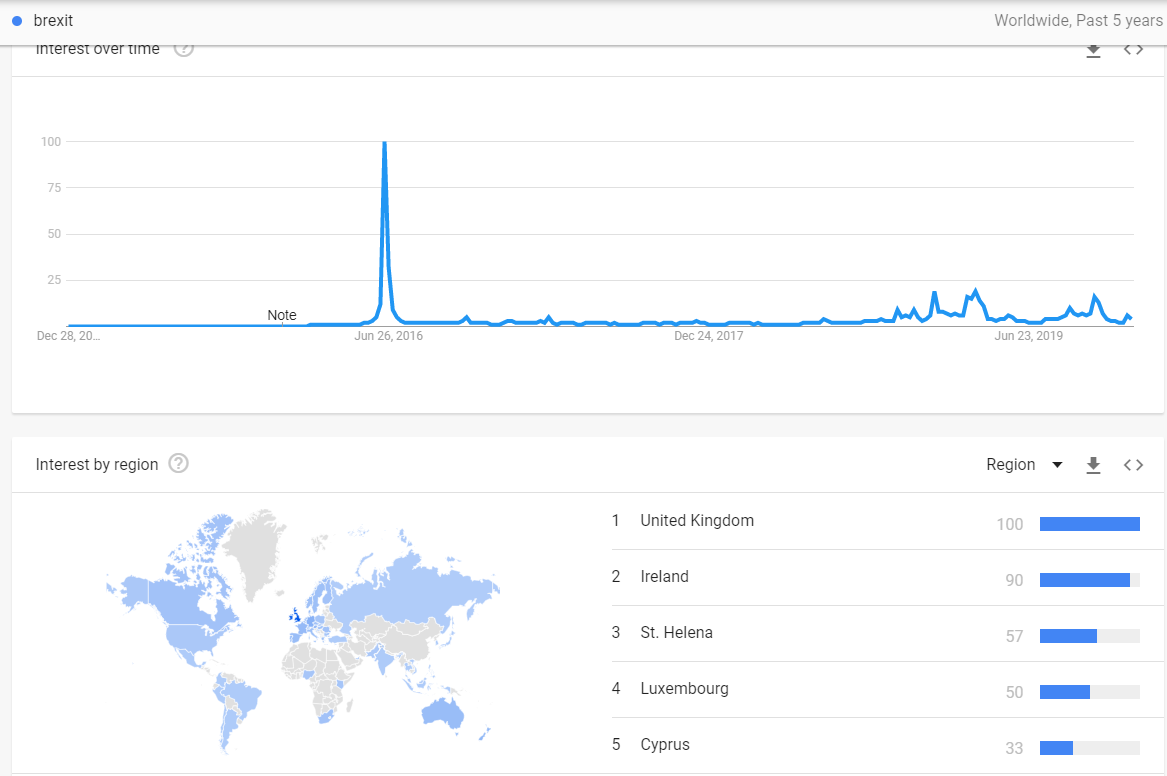 brexit
Worldwide, Past 5 years
Interest over time ?
100
75
50
25
Note
Dec 28, 20... Jun 26, 2016 Dec 24, 2017 Jun 23, 2019
Interest by region ? Region
1 United Kingdom 100
2 Ireland 90
3 St. Helena 57
4 Luxembourg 50
5 Cyprus 33